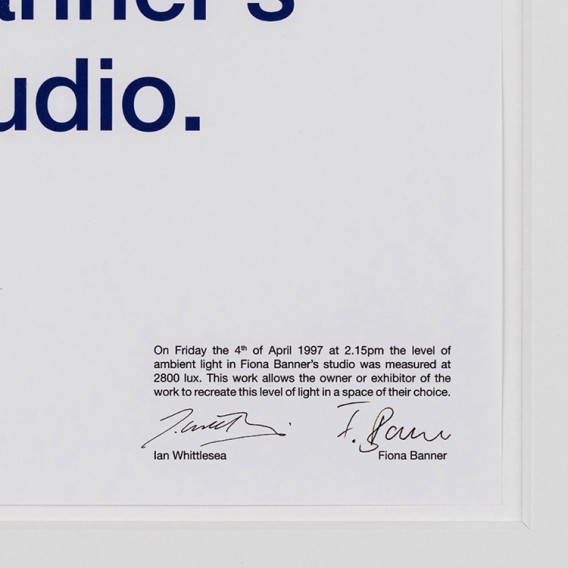 anner's
udio.
On Friday the 4th of April 1997 at 2.15pm the level of
ambient light in Fiona Banner's studio was measured at
2800 lux. This work allows the owner or exhibitor of the
work to recreate this level of light in a space of their choice.
F. Banner
Ian Whittlesea
Fiona Banner